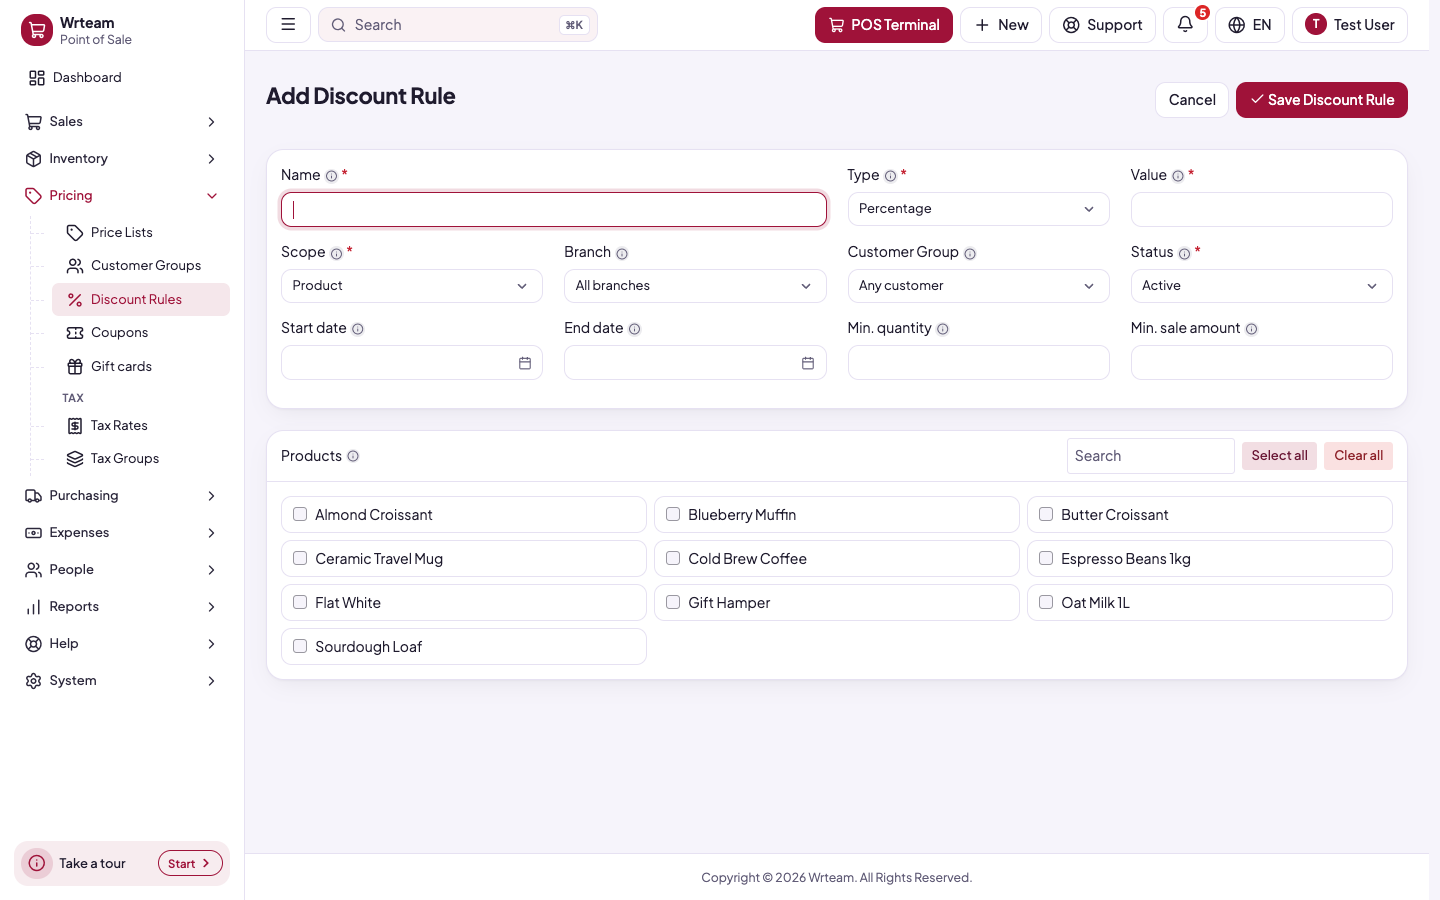 Wrteam
Point of Sale
Dashboard
Sales
Inventory
Pricing
Price Lists
Customer Groups
Discount Rules
Coupons
Gift cards
TAX
Tax Rates
Tax Groups
Purchasing
Expenses
People
Reports
Help
System
Take a tour
Start
Search
⌘K
POS Terminal
New
Support
5
EN
T
Test User
Add Discount Rule
Cancel
Save Discount Rule
Name *
Type *
Value *
Percentage
Scope *
Branch
Customer Group
Status *
Product
All branches
Any customer
Active
Start date
End date
Min. quantity
Min. sale amount
Products
Search
Select all
Clear all
Almond Croissant
Blueberry Muffin
Butter Croissant
Ceramic Travel Mug
Cold Brew Coffee
Espresso Beans 1kg
Flat White
Gift Hamper
Oat Milk 1L
Sourdough Loaf
Copyright © 2026 Wrteam. All Rights Reserved.